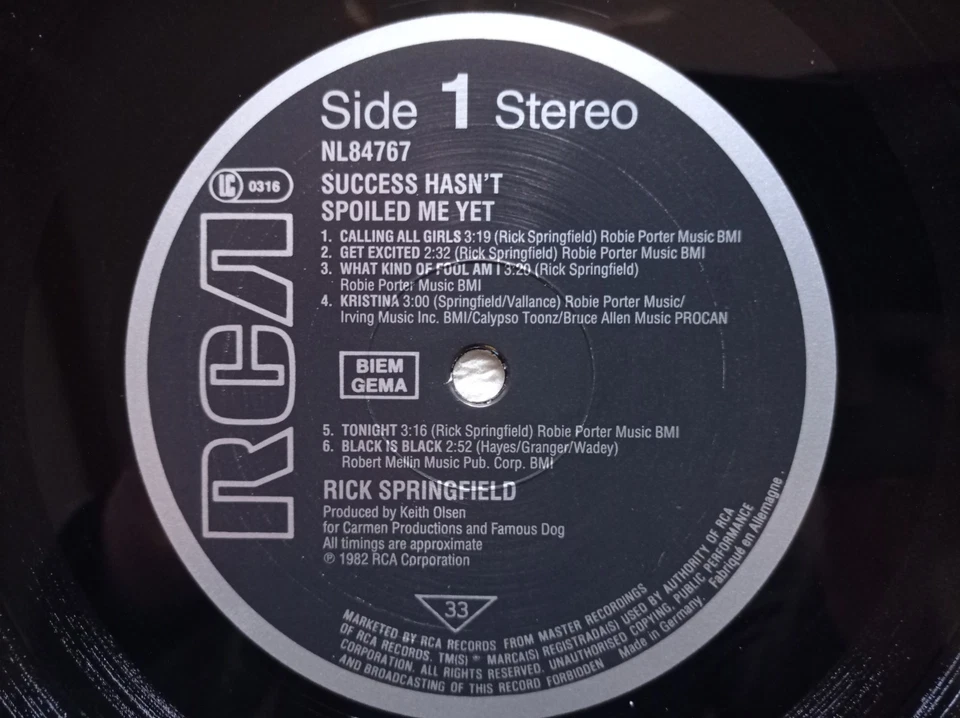 Side 1 Stereo
NL84767
LC 0316
SUCCESS HASN'T
SPOILED ME YET
1. CALLING ALL GIRLS 3:19 (Rick Springfield) Robie Porter Music BMI
2. GET EXCITED 2:32 (Rick Springfield) Robie Porter Music BMI
3. WHAT KIND OF FOOL AM I 3:20 (Rick Springfield)
Robie Porter Music BMI
4. KRISTINA 3:00 (Springfield/Vallance) Robie Porter Music/
Irving Music Inc. BMI/Calypso Toonz/Bruce Allen Music PROCAN
RCA
BIEM
GEMA
5. TONIGHT 3:16 (Rick Springfield) Robie Porter Music BMI
6. BLACK IS BLACK 2:52 (Hayes/Granger/Wadey)
Robert Mellin Music Pub. Corp. BMI
RICK SPRINGFIELD
Produced by Keith Olsen
for Carmen Productions and Famous Dog
All timings are approximate
℗ 1982 RCA Corporation
33
MARKETED BY RCA RECORDS FROM MASTER RECORDINGS
OF RCA RECORDS. TM(S) * MARCA(S) REGISTRADA(S) USED BY AUTHORITY OF RCA
CORPORATION. ALL RIGHTS RESERVED. UNAUTHORISED COPYING, PUBLIC PERFORMANCE
AND BROADCASTING OF THIS RECORD FORBIDDEN Made in Germany. Fabriqué en Allemagne.